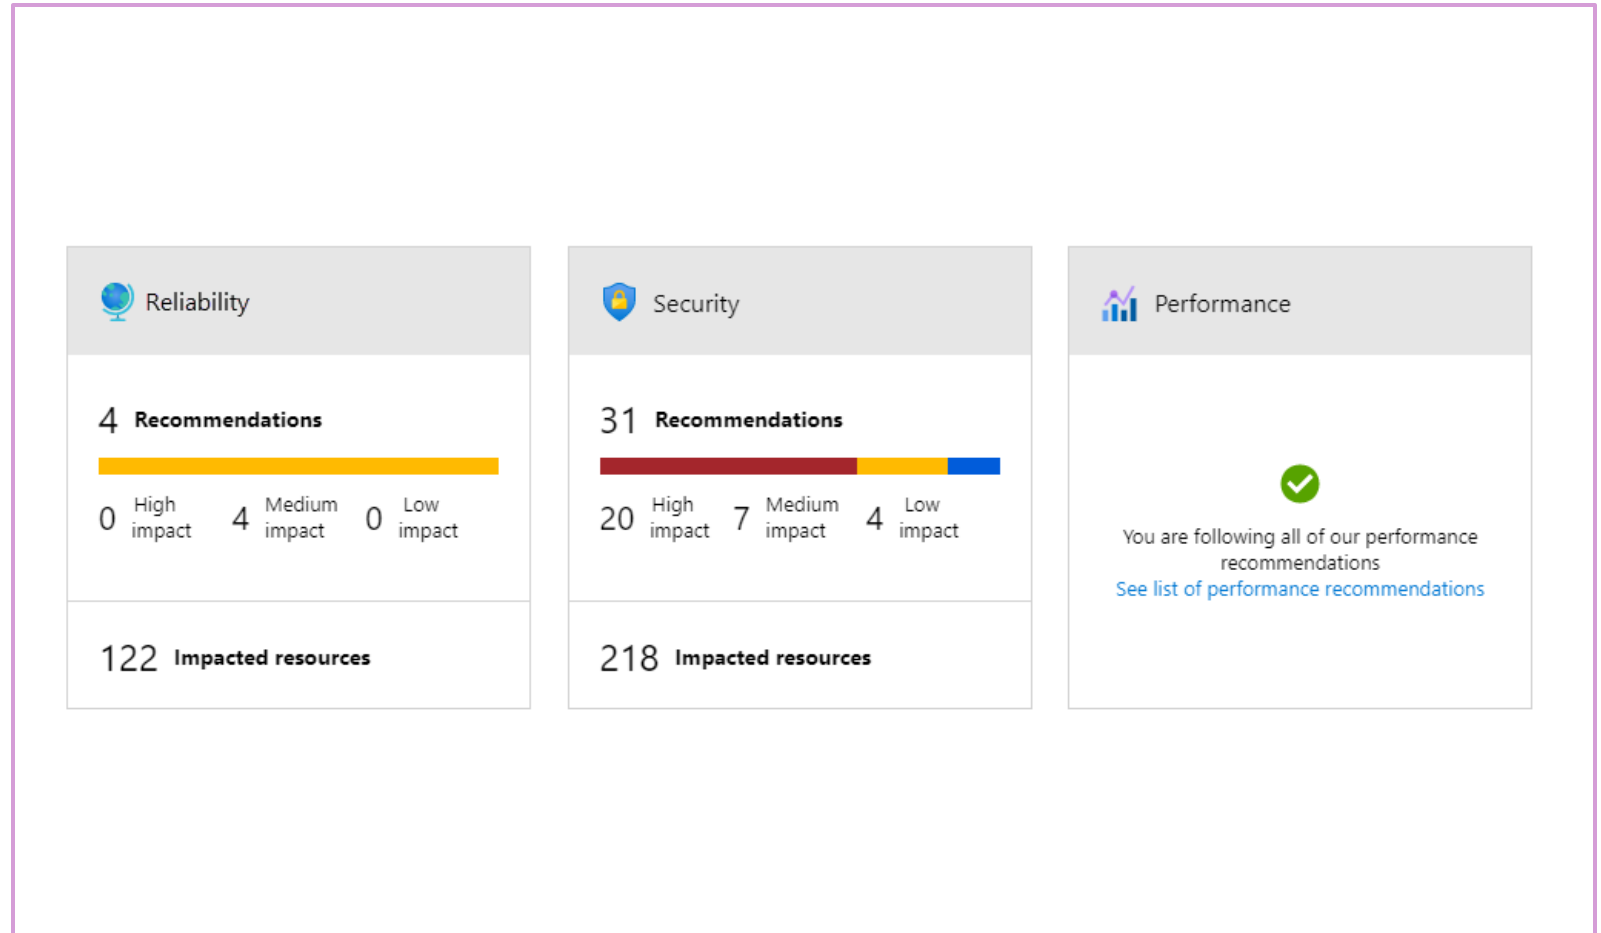 Reliability
4 Recommendations
0 High impact 4 Medium impact 0 Low impact
122 Impacted resources
Security
31 Recommendations
20 High impact 7 Medium impact 4 Low impact
218 Impacted resources
Performance
You are following all of our performance
recommendations
See list of performance recommendations